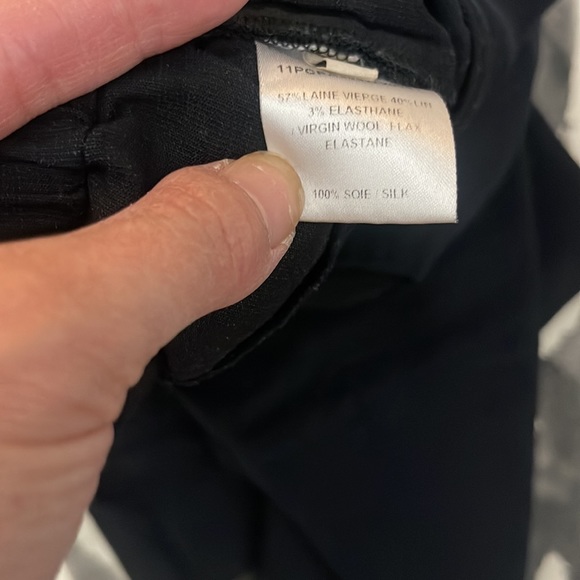 57% LAINE VIERGE 40% LIN
3% ELASTHANE
VIRGIN WOOL FLAX
ELASTANE
100% SOIE / SILK